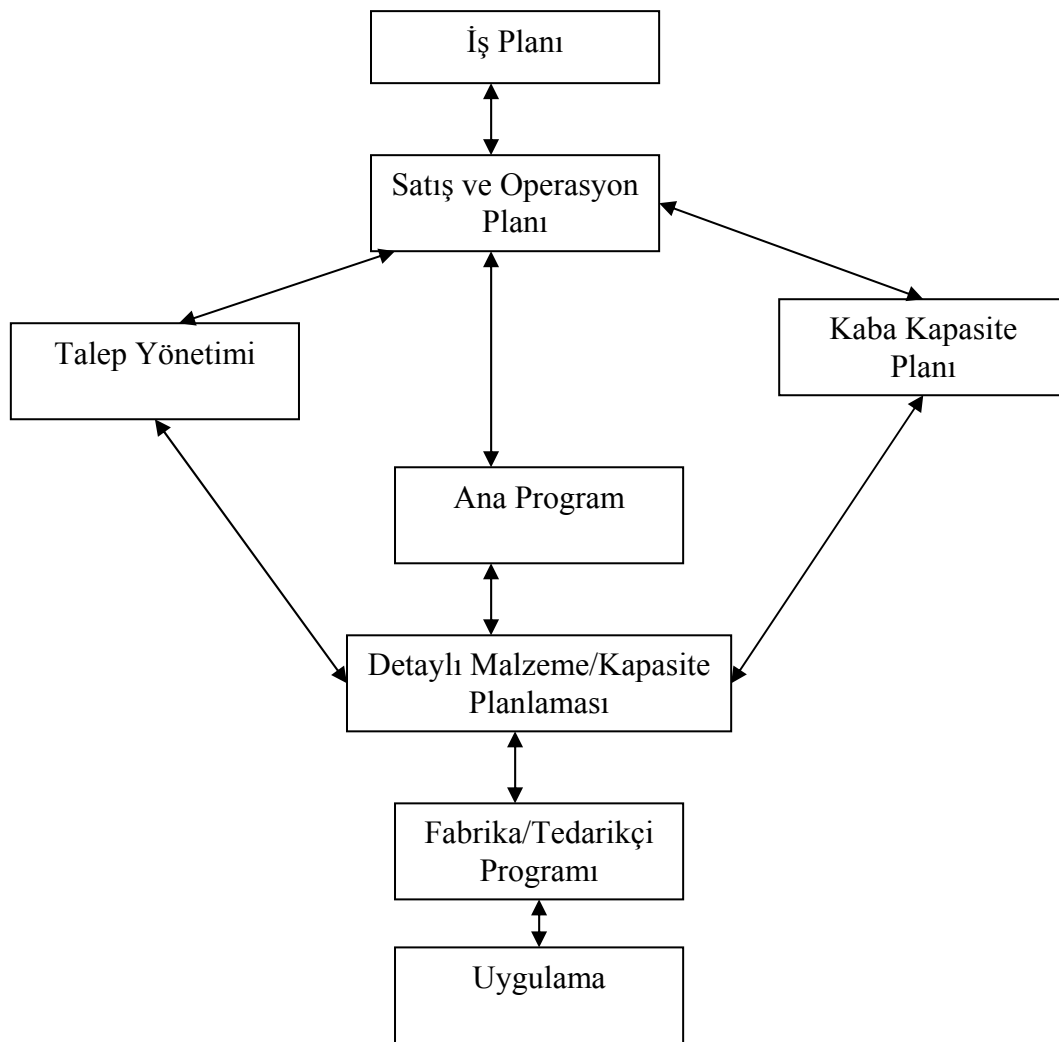 İş Planı
Satış ve Operasyon
Planı
Talep Yönetimi
Kaba Kapasite
Planı
Ana Program
Detaylı Malzeme/Kapasite
Planlaması
Fabrika/Tedarikçi
Programı
Uygulama